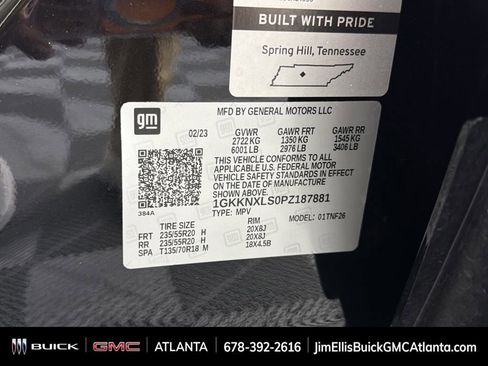 BUILT WITH PRIDE
Spring Hill, Tennessee
gm
MFD BY GENERAL MOTORS LLC
02/23 GVWR GAWR FRT GAWR RR
2722 KG 1350 KG 1545 KG
6001 LB 2976 LB 3406 LB
THIS VEHICLE CONFORMS TO ALL
APPLICABLE U.S. FEDERAL MOTOR
VEHICLE SAFETY STANDARDS IN EFFECT
ON THE DATE OF MANUFACTURE SHOWN ABOVE.
1GKKNXLS0PZ187881
384A TYPE: MPV MODEL: 01TNF26
TIRE SIZE RIM
FRT 235/55R20 H 20X8J
RR 235/55R20 H 20X8J
SPA T135/70R18 M 18X4.5B
BUICK GMC ATLANTA 678-392-2616 JimEllisBuickGMCAtlanta.com